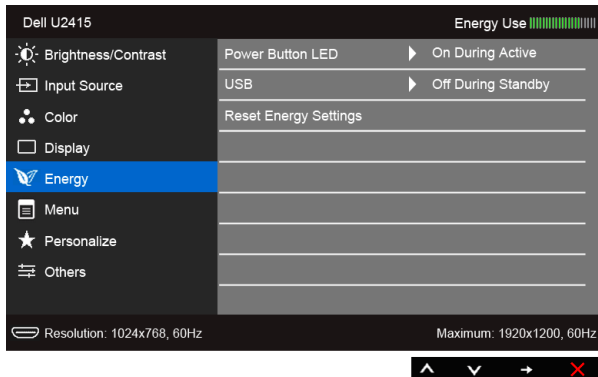 Dell U2415 Energy Use
Brightness/Contrast Power Button LED On During Active
Input Source USB Off During Standby
Color Reset Energy Settings
Display
Energy
Menu
Personalize
Others
Resolution: 1024x768, 60Hz Maximum: 1920x1200, 60Hz